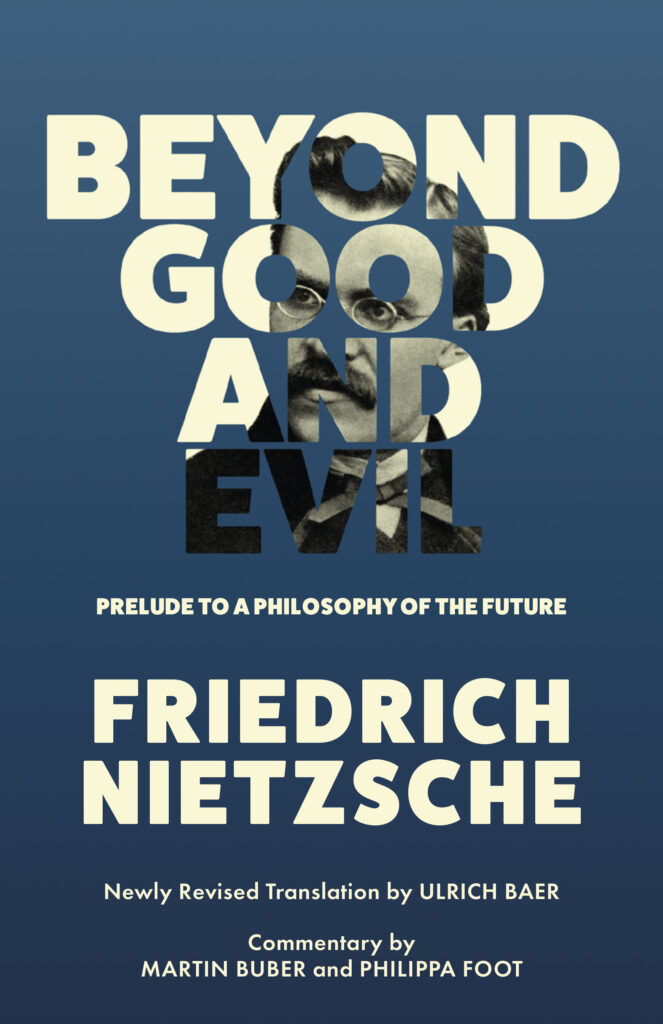 BEYOND
GOOD
AND
EVIL
PRELUDE TO A PHILOSOPHY OF THE FUTURE
FRIEDRICH
NIETZSCHE
Newly Revised Translation by ULRICH BAER
Commentary by
MARTIN BUBER and PHILIPPA FOOT